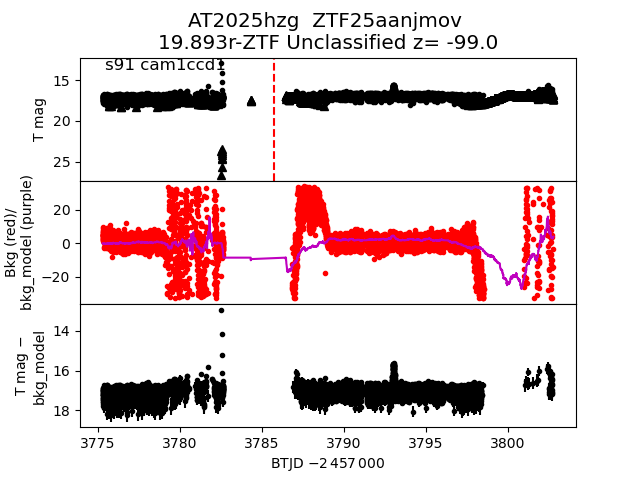 AT2025hzg  ZTF25aanjmov
19.893r-ZTF Unclassified z= -99.0
s91 cam1ccd1
T mag
15
20
25
Bkg (red)/
bkg_model (purple)
20
0
−20
T mag −
bkg_model
14
16
18
3775
3780
3785
3790
3795
3800
BTJD −2 457 000